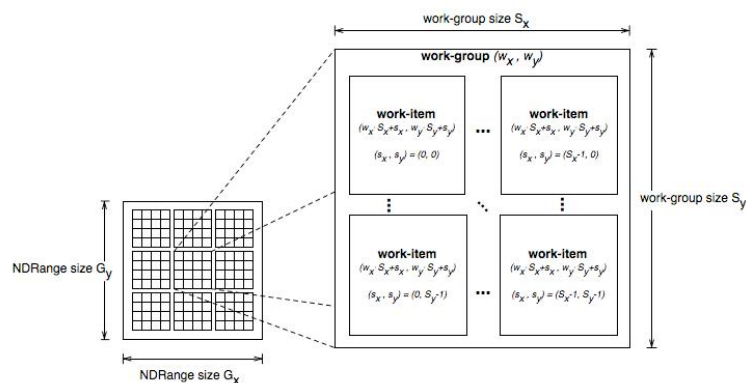 work-group size Sx
work-group (wx , wy)
work-item
(wx· Sx+sx , wy· Sy+sy)
(sx , sy) = (0, 0)
...
work-item
(wx· Sx+sx , wy· Sy+sy)
(sx , sy) = (Sx-1, 0)
work-group size Sy
work-item
(wx· Sx+sx , wy· Sy+sy)
(sx , sy) = (0, Sy-1)
...
work-item
(wx· Sx+sx , wy· Sy+sy)
(sx , sy) = (Sx-1, Sy-1)
NDRange size Gy
NDRange size Gx